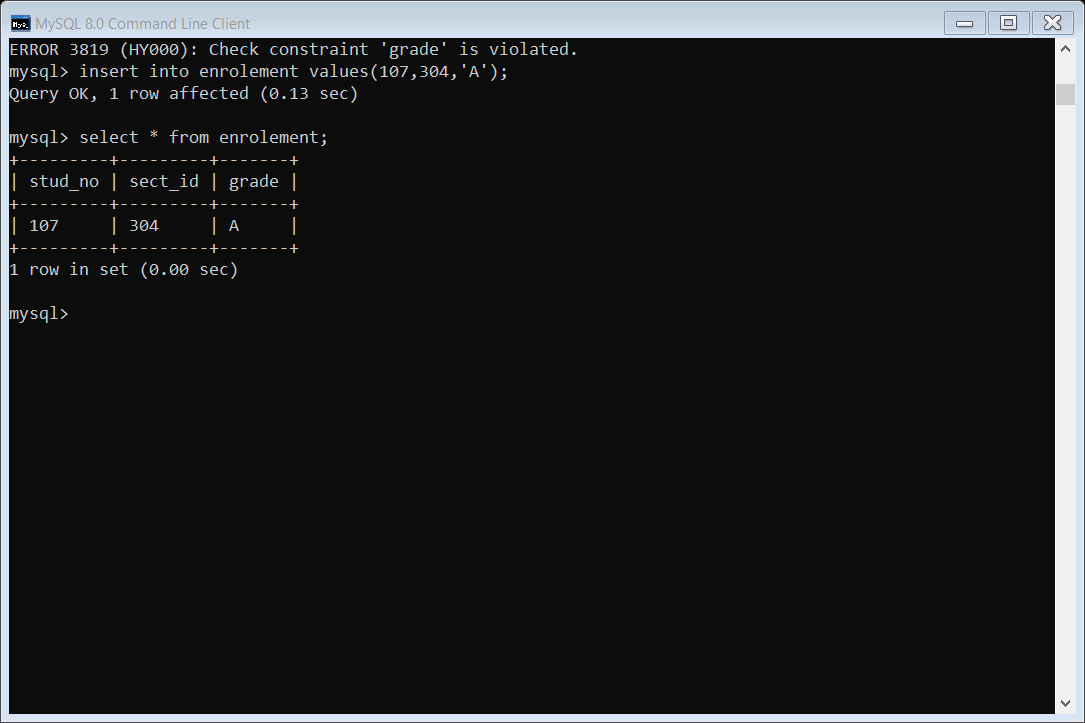 MySQL 8.0 Command Line Client
ERROR 3819 (HY000): Check constraint 'grade' is violated.
mysql> insert into enrolement values(107,304,'A');
Query OK, 1 row affected (0.13 sec)
mysql> select * from enrolement;
+---------+---------+-------+
| stud_no | sect_id | grade |
+---------+---------+-------+
| 107     | 304     | A     |
+---------+---------+-------+
1 row in set (0.00 sec)
mysql>